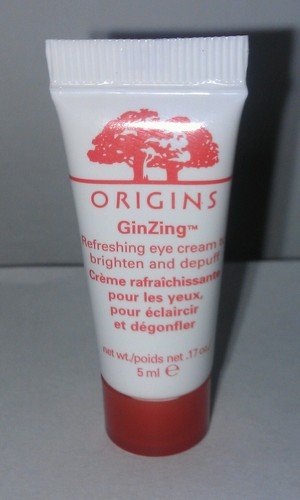 ORIGINS
GinZing™
Refreshing eye cream
brighten and depuff
Crème rafraîchissante
pour les yeux,
pour éclaircir
et dégonfler
net wt./poids net .17 oz.
5 ml ℮